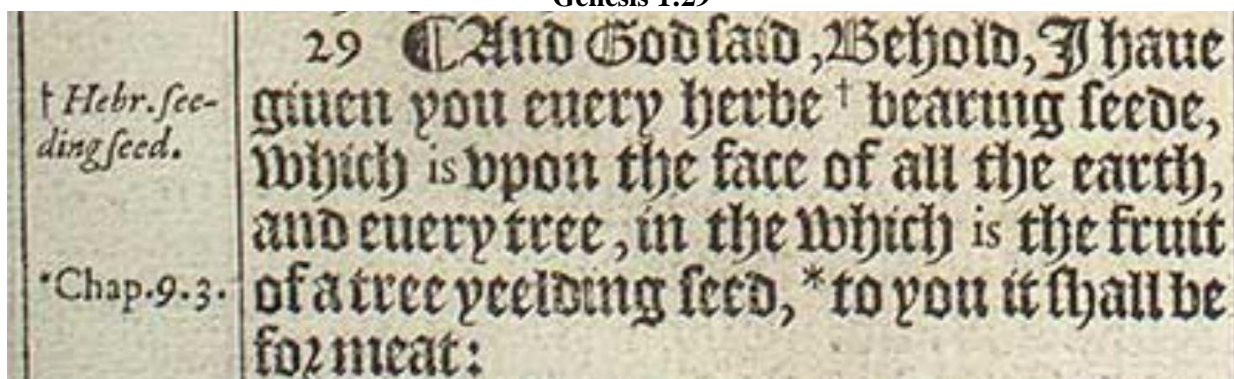 Genesis 1:29
29 ¶ And God ſaid, Behold, I haue
giuen you euery herbe † bearing ſeede,
which is vpon the face of all the earth,
and euery tree, in the which is the fruit
of a tree yeelding ſeed, *to you it ſhall be
for meat:
† Hebr. ſee-
ding ſeed.
*Chap.9.3.